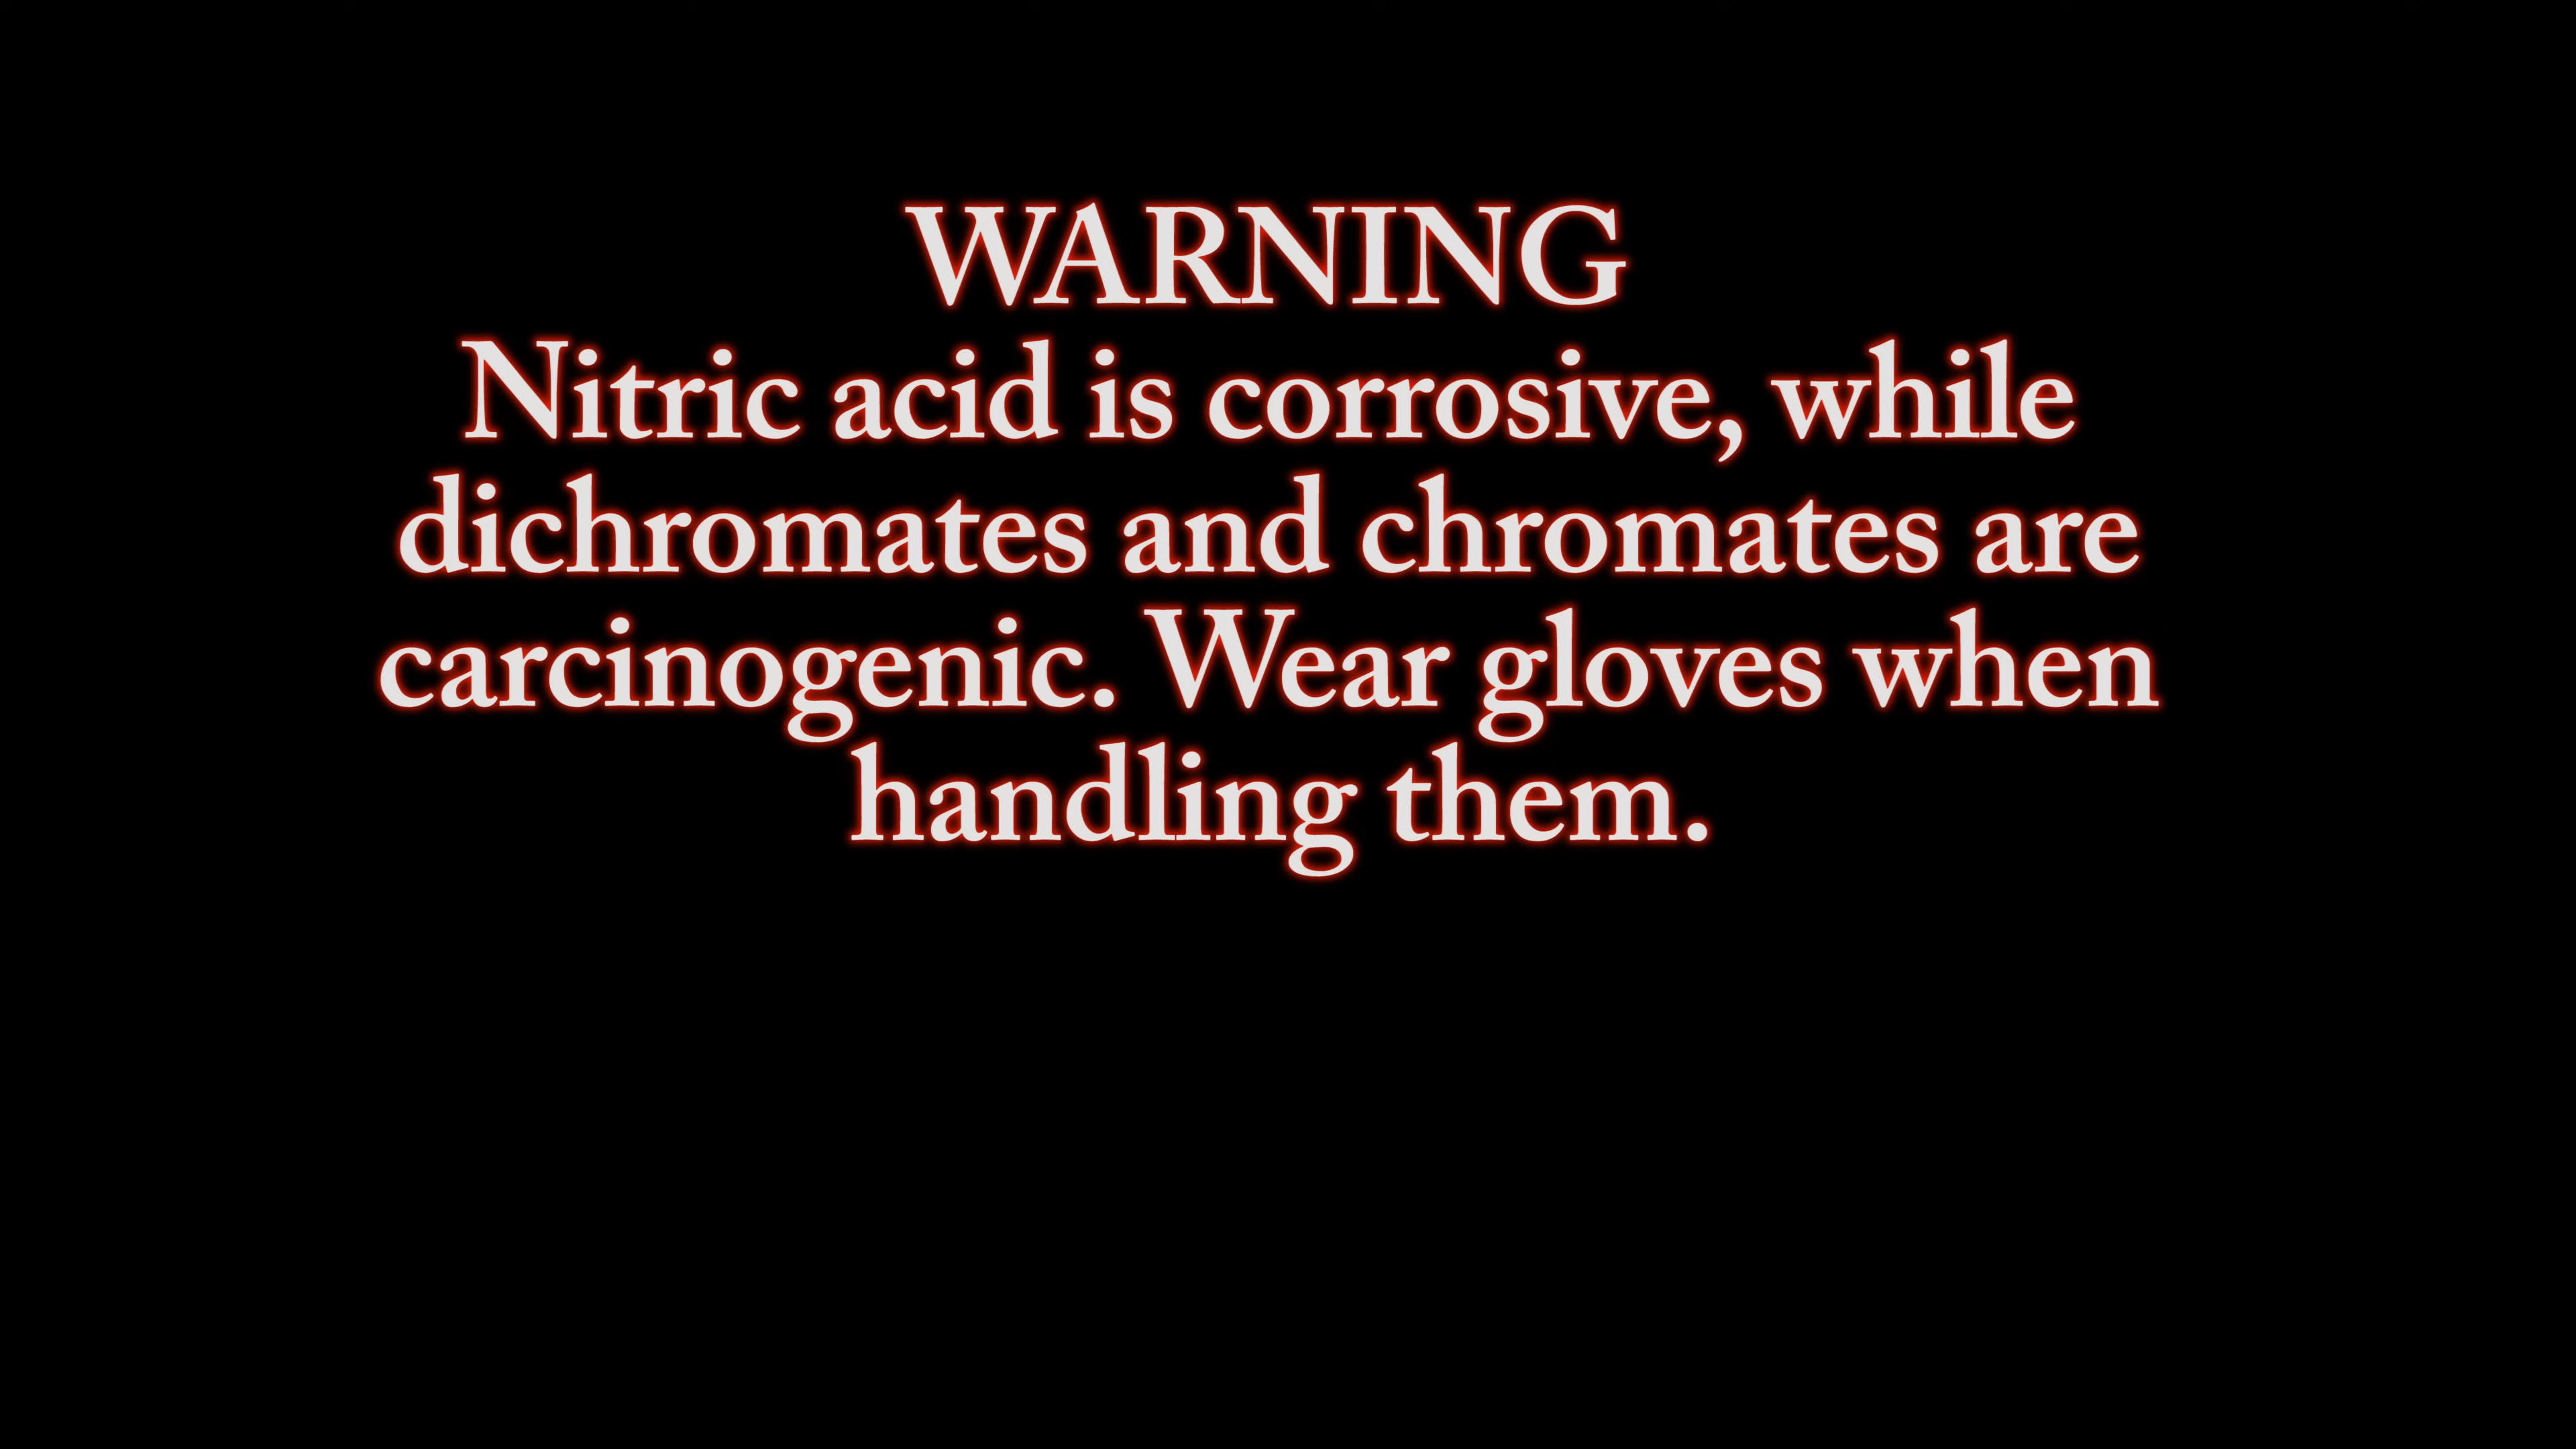 WARNING
Nitric acid is corrosive, while
dichromates and chromates are
carcinogenic. Wear gloves when
handling them.